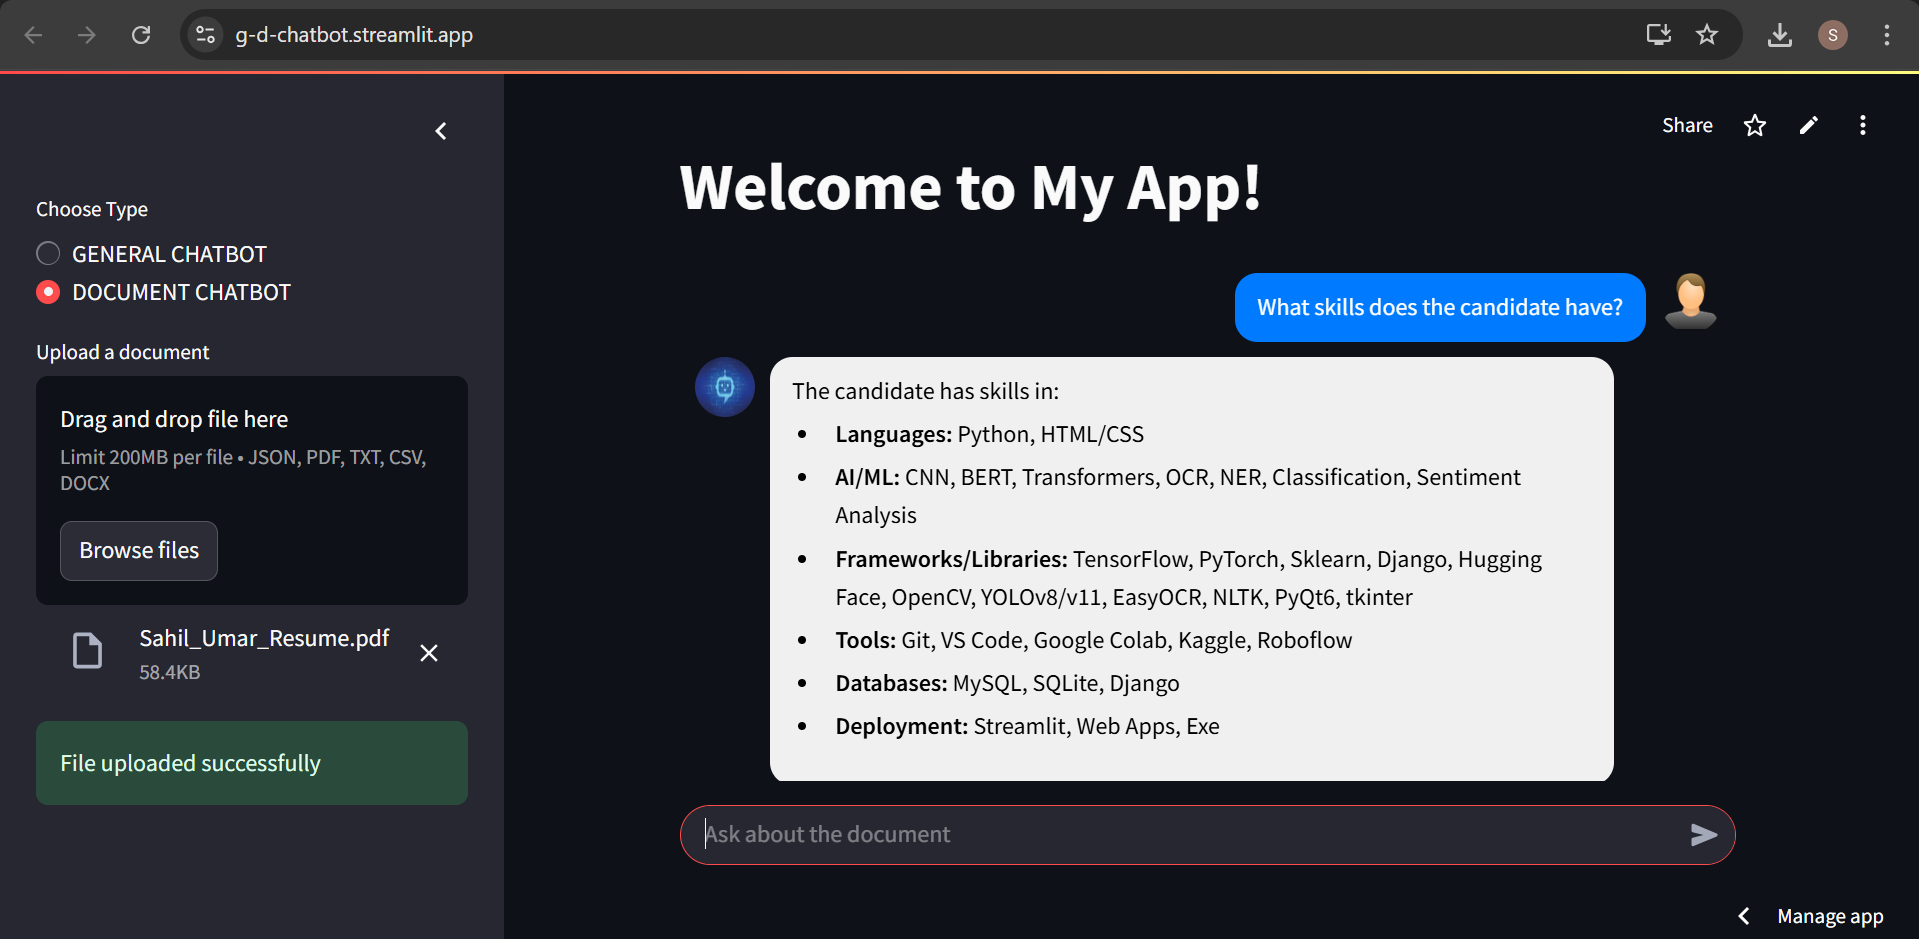 g-d-chatbot.streamlit.app
S
Share
Choose Type
GENERAL CHATBOT
DOCUMENT CHATBOT
Upload a document
Drag and drop file here
Limit 200MB per file • JSON, PDF, TXT, CSV,
DOCX
Browse files
Sahil_Umar_Resume.pdf
58.4KB
File uploaded successfully
Welcome to My App!
What skills does the candidate have?
The candidate has skills in:
• Languages: Python, HTML/CSS
• AI/ML: CNN, BERT, Transformers, OCR, NER, Classification, Sentiment
Analysis
• Frameworks/Libraries: TensorFlow, PyTorch, Sklearn, Django, Hugging
Face, OpenCV, YOLOv8/v11, EasyOCR, NLTK, PyQt6, tkinter
• Tools: Git, VS Code, Google Colab, Kaggle, Roboflow
• Databases: MySQL, SQLite, Django
• Deployment: Streamlit, Web Apps, Exe
Ask about the document
Manage app